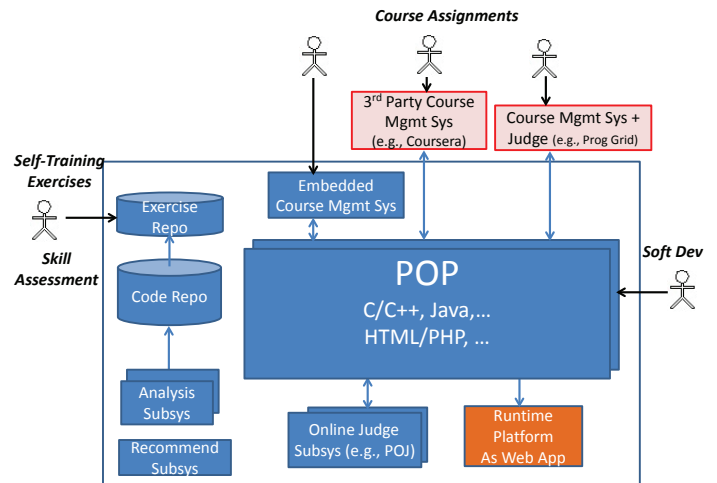 Course Assignments
3rd Party Course
Mgmt Sys
(e.g., Coursera)
Course Mgmt Sys +
Judge (e.g., Prog Grid)
Self-Training
Exercises
Embedded
Course Mgmt Sys
Exercise
Repo
Skill
Assessment
Code Repo
POP
C/C++, Java,...
HTML/PHP, ...
Soft Dev
Analysis
Subsys
Recommend
Subsys
Online Judge
Subsys (e.g., POJ)
Runtime
Platform
As Web App